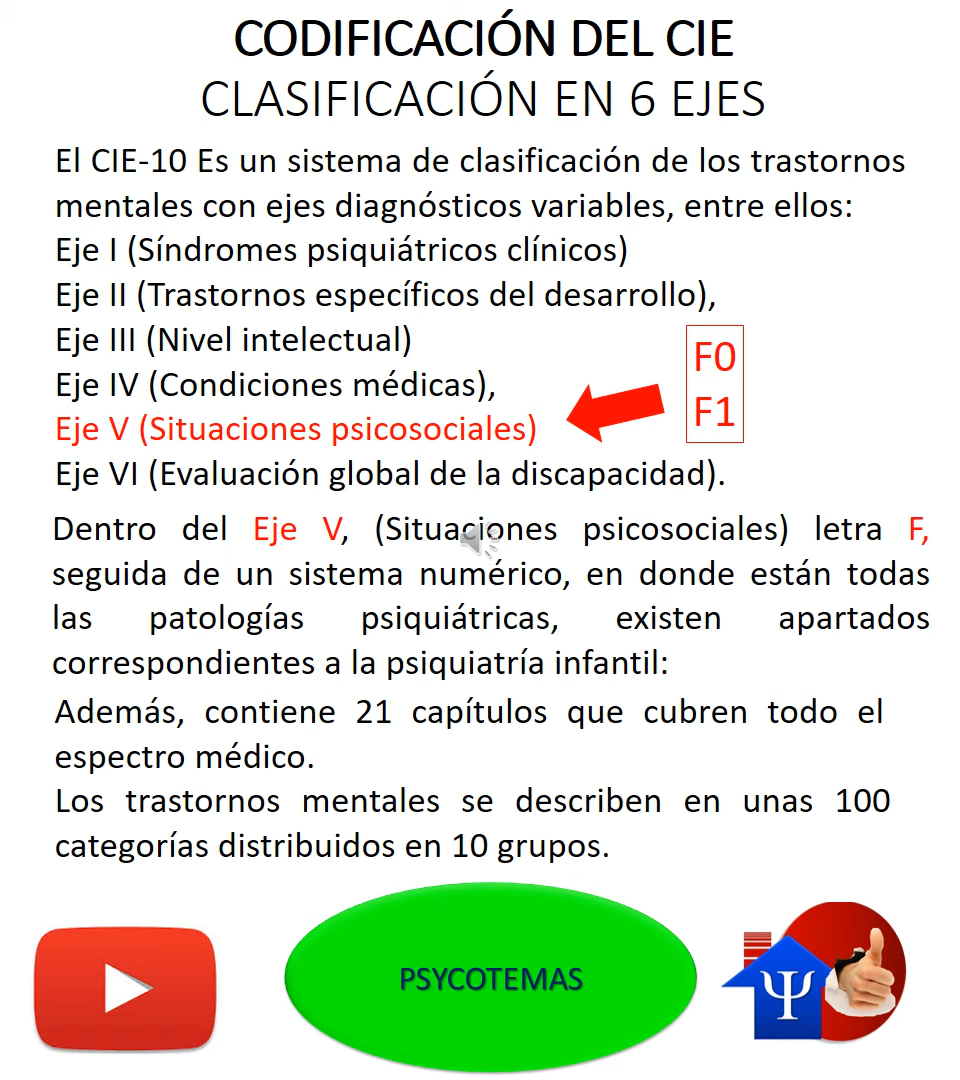 CODIFICACIÓN DEL CIE
CLASIFICACIÓN EN 6 EJES
El CIE-10 Es un sistema de clasificación de los trastornos
mentales con ejes diagnósticos variables, entre ellos:
Eje I (Síndromes psiquiátricos clínicos)
Eje II (Trastornos específicos del desarrollo),
Eje III (Nivel intelectual)
Eje IV (Condiciones médicas),
Eje V (Situaciones psicosociales)
Eje VI (Evaluación global de la discapacidad).
F0
F1
Dentro del Eje V, (Situaciones psicosociales) letra F,
seguida de un sistema numérico, en donde están todas
las patologías psiquiátricas, existen apartados
correspondientes a la psiquiatría infantil:
Además, contiene 21 capítulos que cubren todo el
espectro médico.
Los trastornos mentales se describen en unas 100
categorías distribuidos en 10 grupos.
PSYCOTEMAS
Ψ